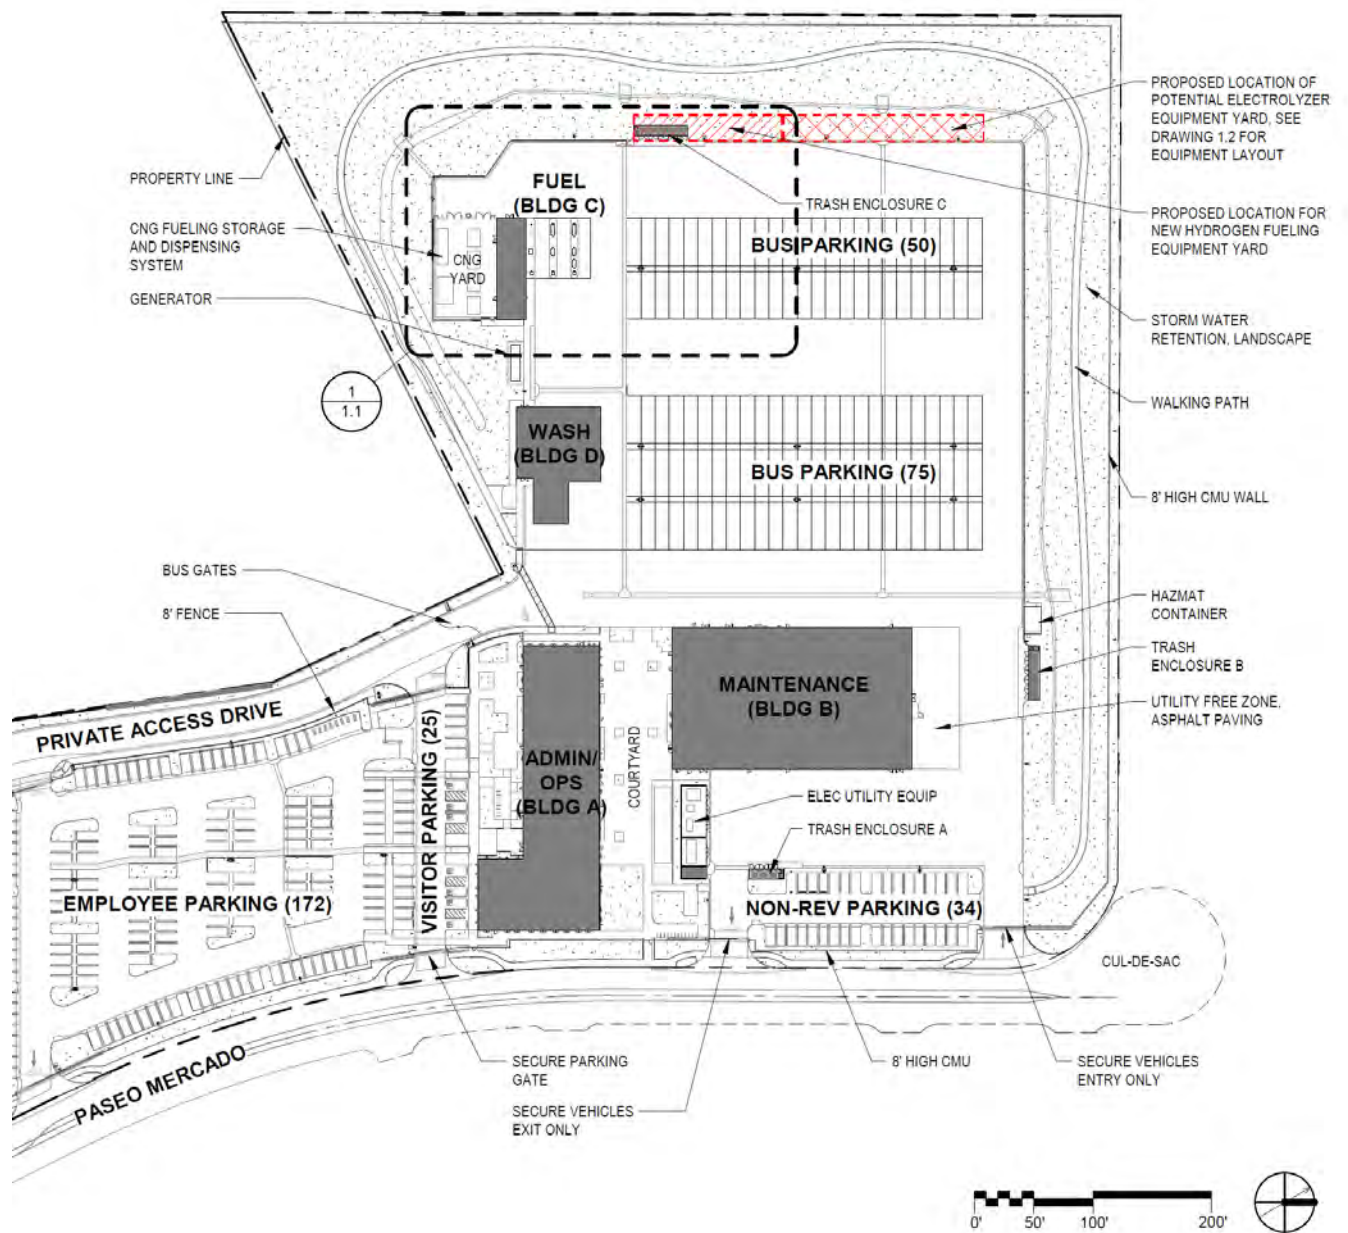 PROPOSED LOCATION OF
POTENTIAL ELECTROLYZER
EQUIPMENT YARD, SEE
DRAWING 1.2 FOR
EQUIPMENT LAYOUT
PROPERTY LINE
FUEL
(BLDG C)
TRASH ENCLOSURE C
PROPOSED LOCATION FOR
NEW HYDROGEN FUELING
EQUIPMENT YARD
CNG FUELING STORAGE
AND DISPENSING
SYSTEM
CNG
YARD
BUS PARKING (50)
GENERATOR
STORM WATER
RETENTION, LANDSCAPE
1
1.1
WALKING PATH
WASH
(BLDG D)
BUS PARKING (75)
8' HIGH CMU WALL
BUS GATES
8' FENCE
HAZMAT
CONTAINER
TRASH
ENCLOSURE B
MAINTENANCE
(BLDG B)
UTILITY FREE ZONE,
ASPHALT PAVING
PRIVATE ACCESS DRIVE
VISITOR PARKING (25)
ADMIN/
OPS
(BLDG A)
COURTYARD
ELEC UTILITY EQUIP
TRASH ENCLOSURE A
EMPLOYEE PARKING (172)
NON-REV PARKING (34)
CUL-DE-SAC
PASEO MERCADO
SECURE PARKING
GATE
8' HIGH CMU
SECURE VEHICLES
ENTRY ONLY
SECURE VEHICLES
EXIT ONLY
0' 50' 100' 200'